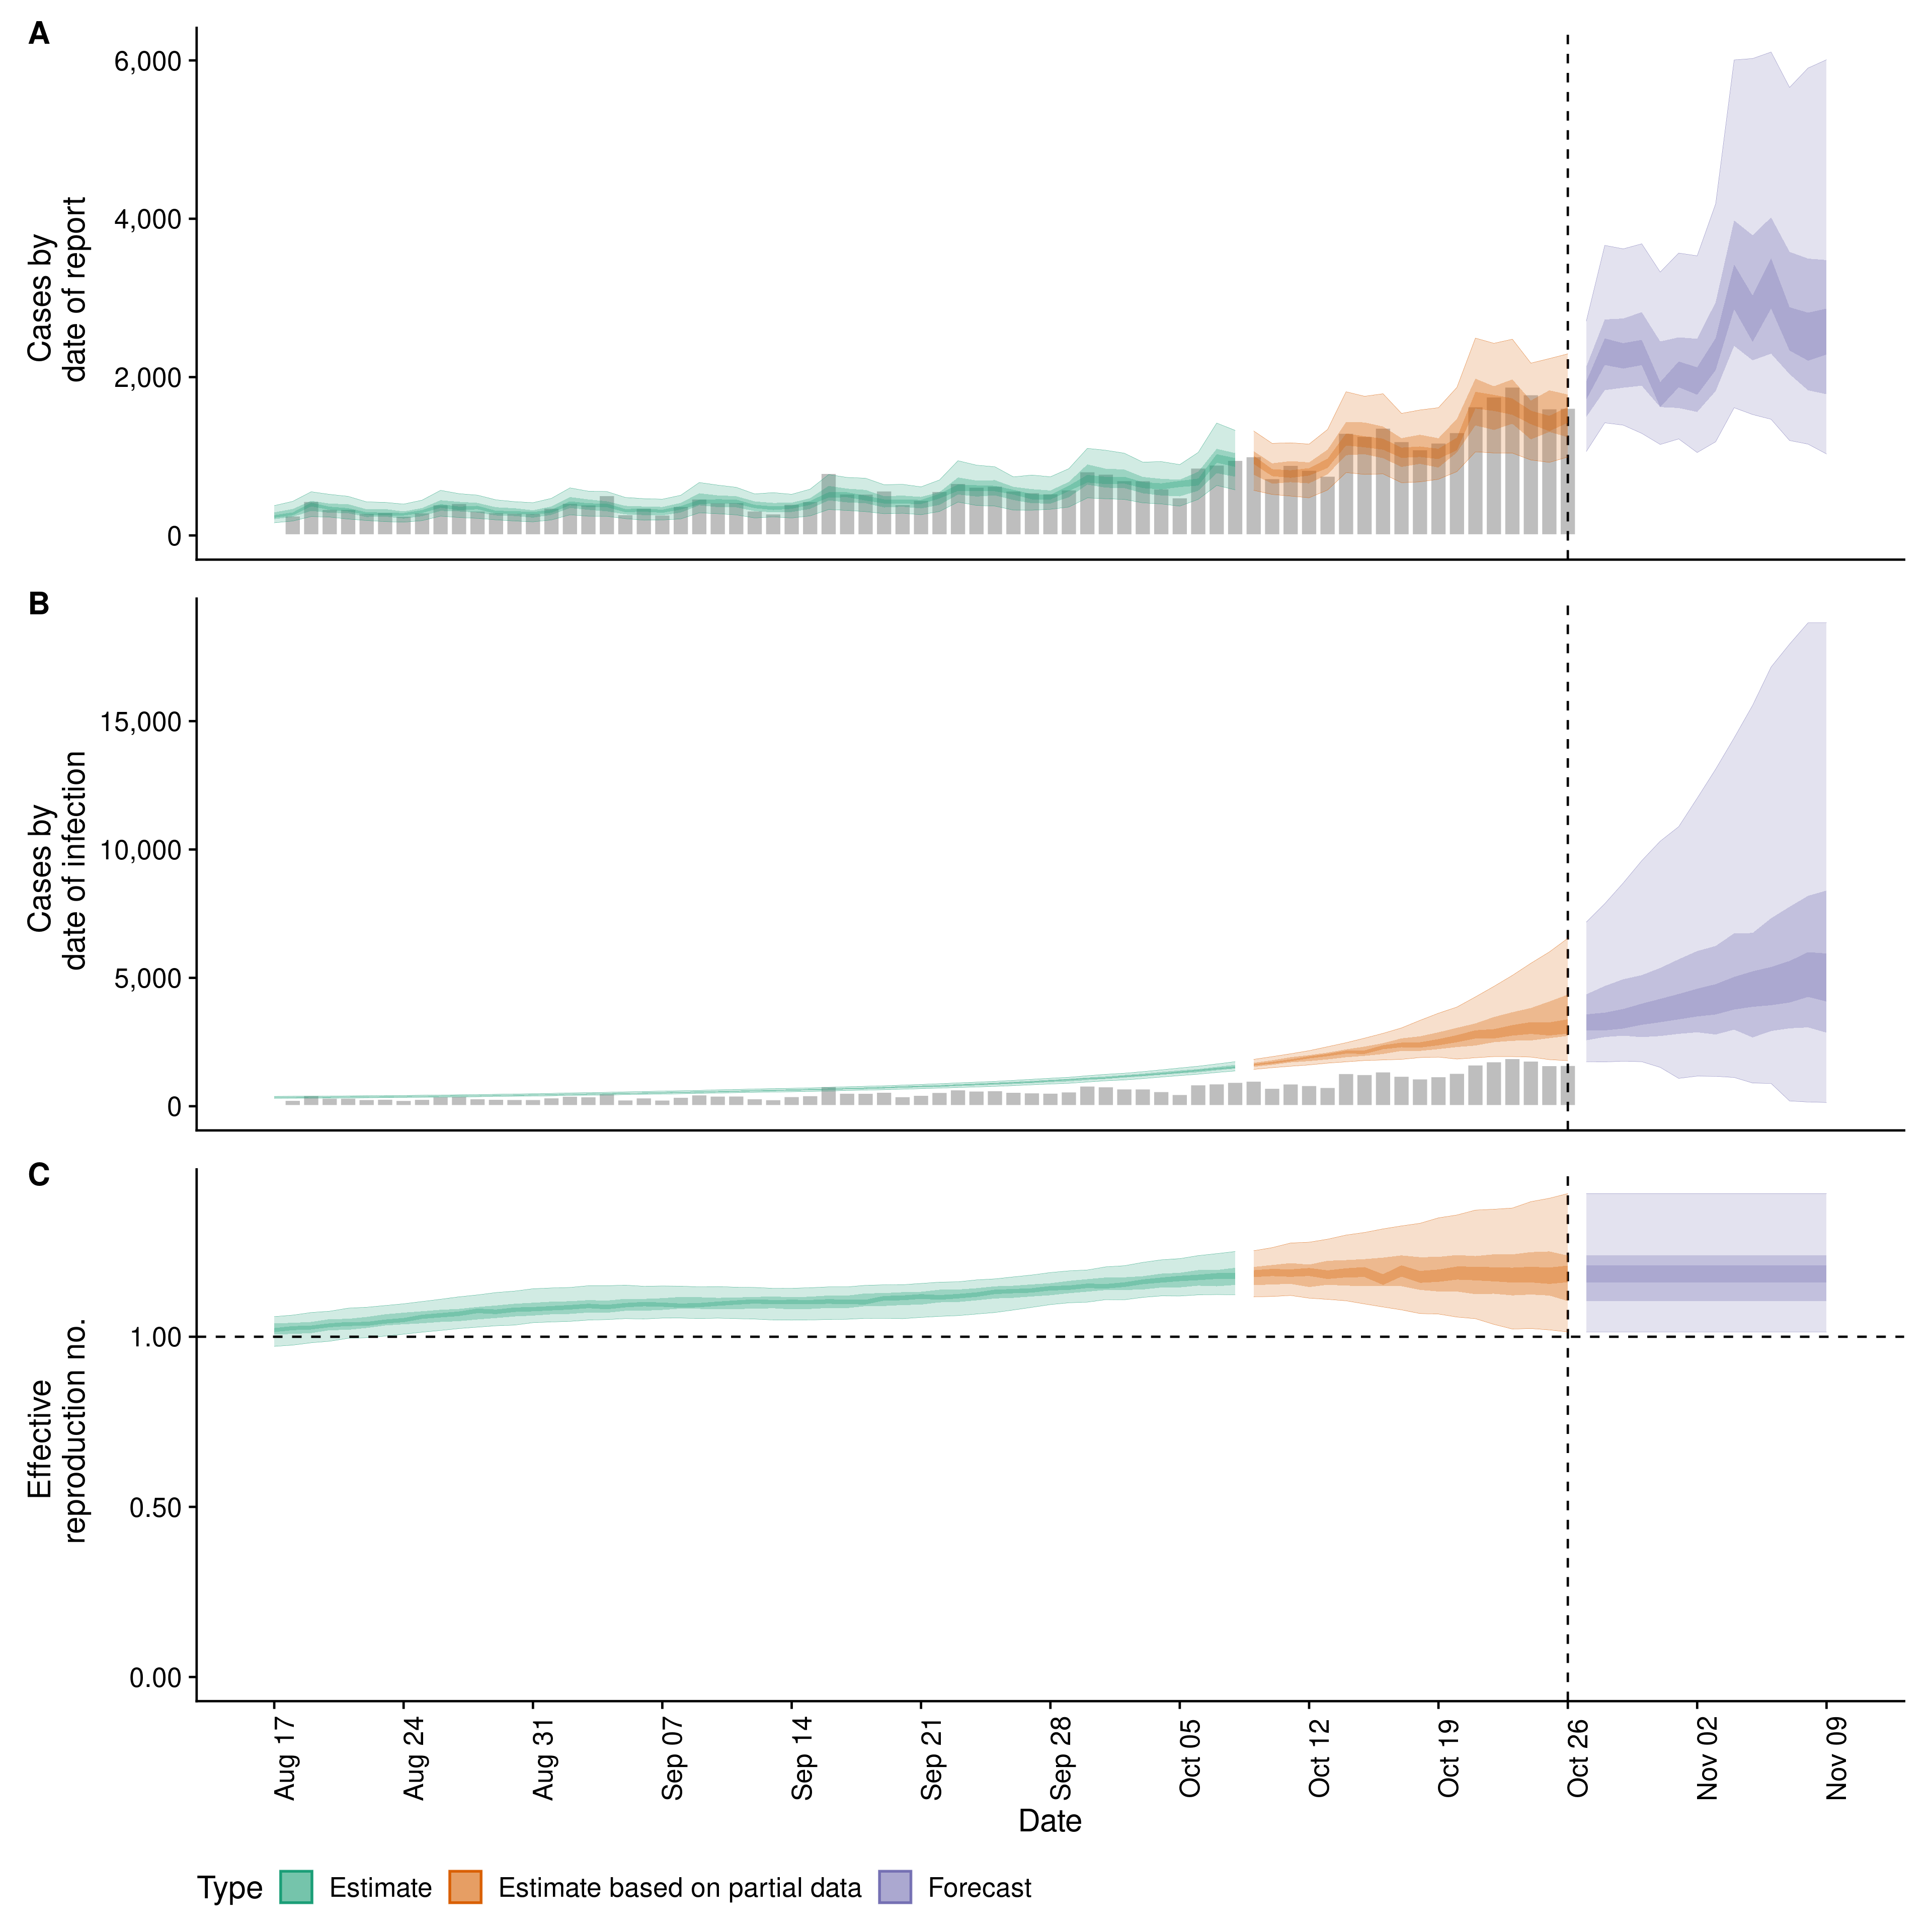 A
6,000
4,000
2,000
0
Cases by
date of report
B
15,000
10,000
5,000
0
Cases by
date of infection
C
1.00
0.50
0.00
Effective
reproduction no.
Aug 17
Aug 24
Aug 31
Sep 07
Sep 14
Sep 21
Sep 28
Oct 05
Oct 12
Oct 19
Oct 26
Nov 02
Nov 09
Date
Type Estimate Estimate based on partial data Forecast